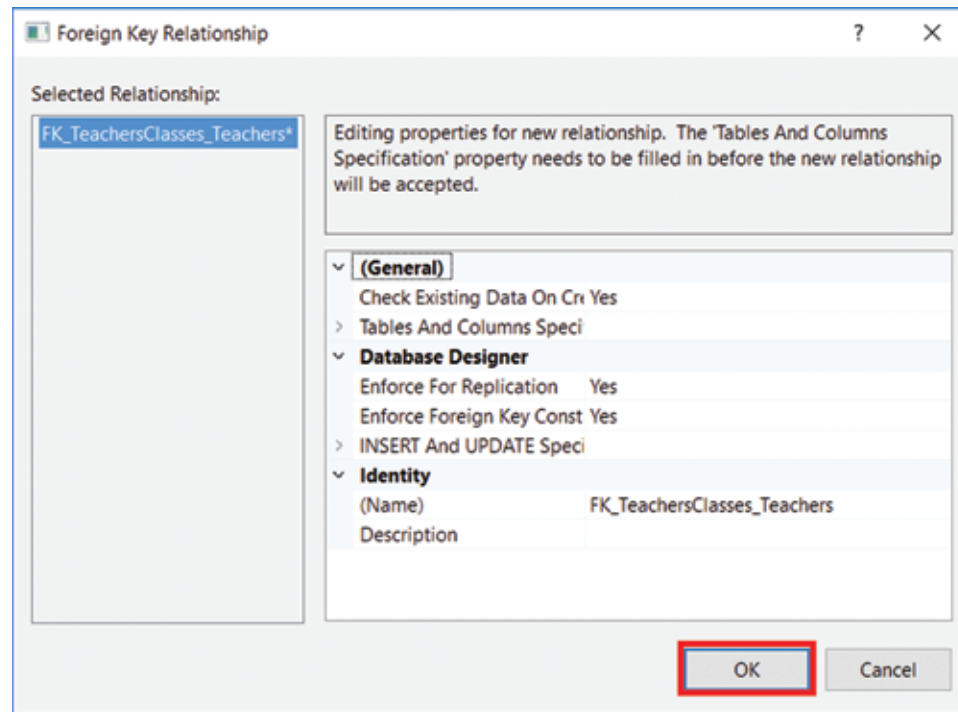 Foreign Key Relationship
?
Selected Relationship:
FK_TeachersClasses_Teachers*
Editing properties for new relationship. The 'Tables And Columns
Specification' property needs to be filled in before the new relationship
will be accepted.
(General)
Check Existing Data On Cre Yes
Tables And Columns Speci
Database Designer
Enforce For Replication Yes
Enforce Foreign Key Const Yes
INSERT And UPDATE Speci
Identity
(Name) FK_TeachersClasses_Teachers
Description
OK Cancel